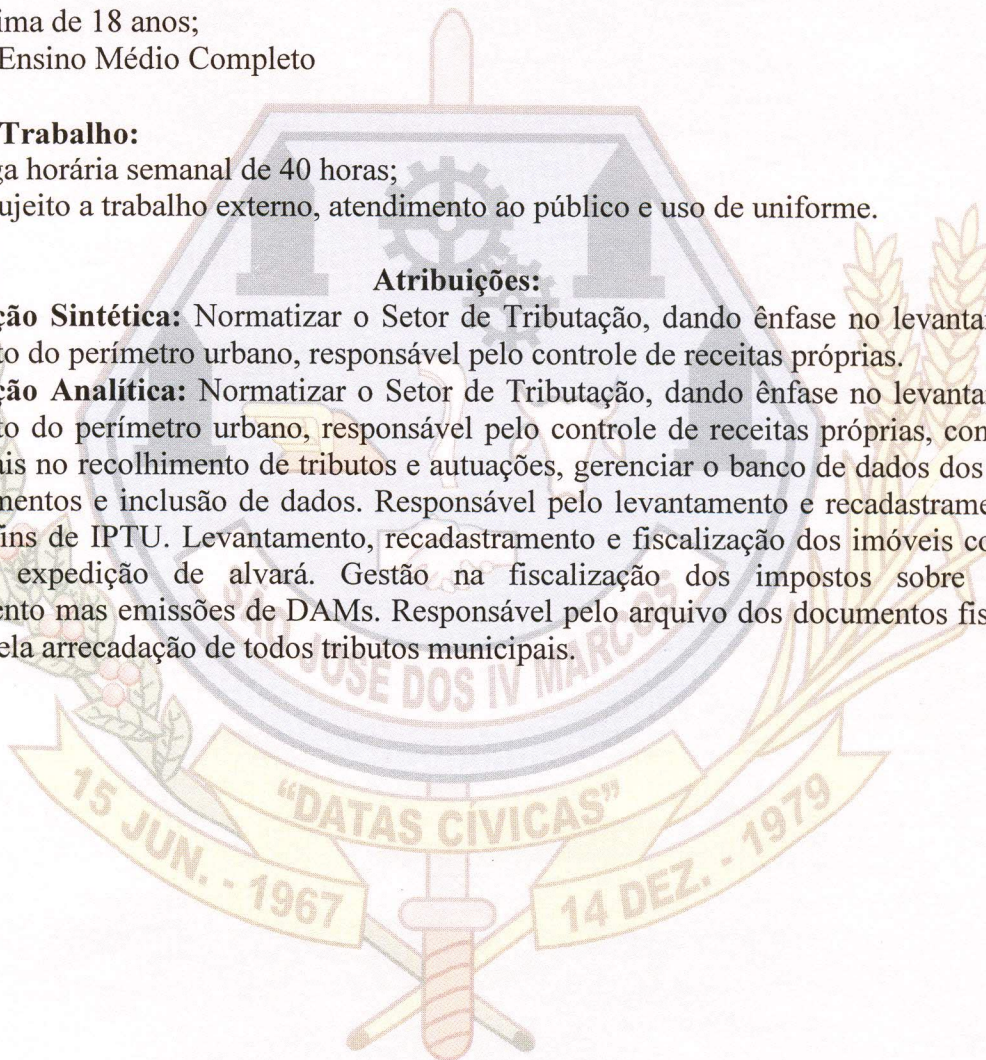 ima de 18 anos;
Ensino Médio Completo
Trabalho:
ga horária semanal de 40 horas;
ujeito a trabalho externo, atendimento ao público e uso de uniforme.
Atribuições:
ção Sintética: Normatizar o Setor de Tributação, dando ênfase no levanta
to do perímetro urbano, responsável pelo controle de receitas próprias.
ção Analítica: Normatizar o Setor de Tributação, dando ênfase no levanta
to do perímetro urbano, responsável pelo controle de receitas próprias, con
ais no recolhimento de tributos e autuações, gerenciar o banco de dados dos
mentos e inclusão de dados. Responsável pelo levantamento e recadastrame
ins de IPTU. Levantamento, recadastramento e fiscalização dos imóveis co
expedição de alvará. Gestão na fiscalização dos impostos sobre
ento mas emissões de DAMs. Responsável pelo arquivo dos documentos fis
ela arrecadação de todos tributos municipais.
JOSÉ DOS IV MARCOS
"DATAS CÍVICAS"
15 JUN. - 1967
14 DEZ. - 1979